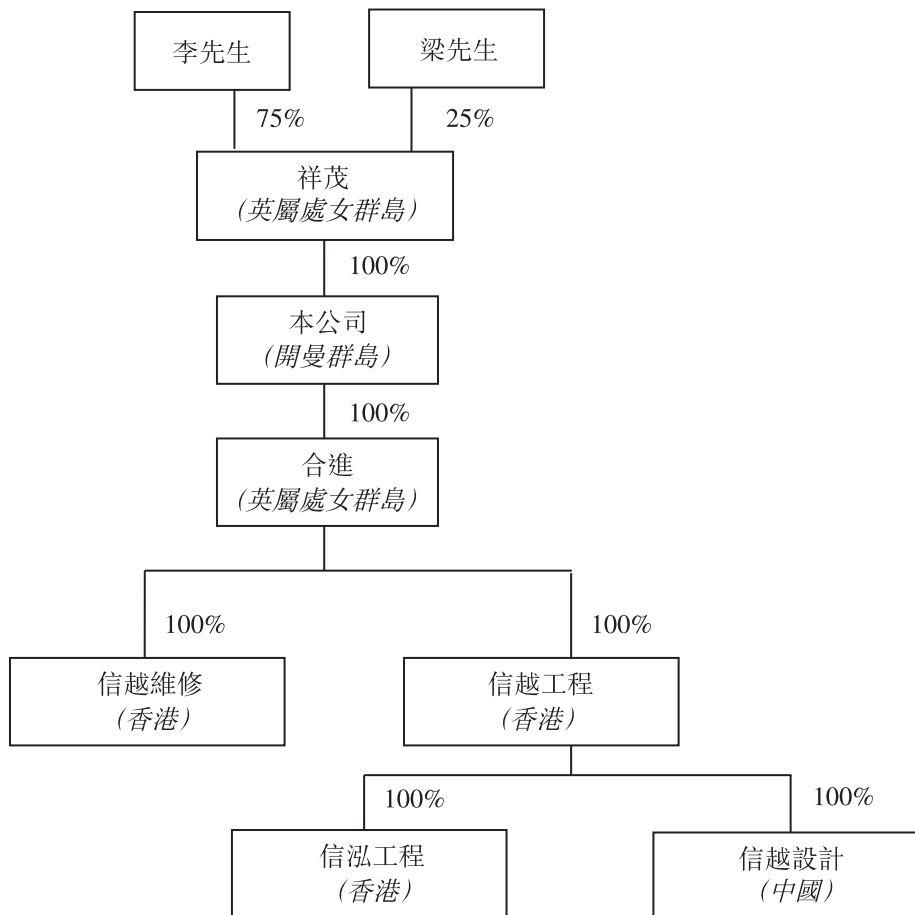 李先生
梁先生
75%
25%
祥茂
(英屬處女群島)
100%
本公司
(開曼群島)
100%
合進
(英屬處女群島)
100%
100%
信越維修
(香港)
信越工程
(香港)
100%
100%
信泓工程
(香港)
信越設計
(中國)